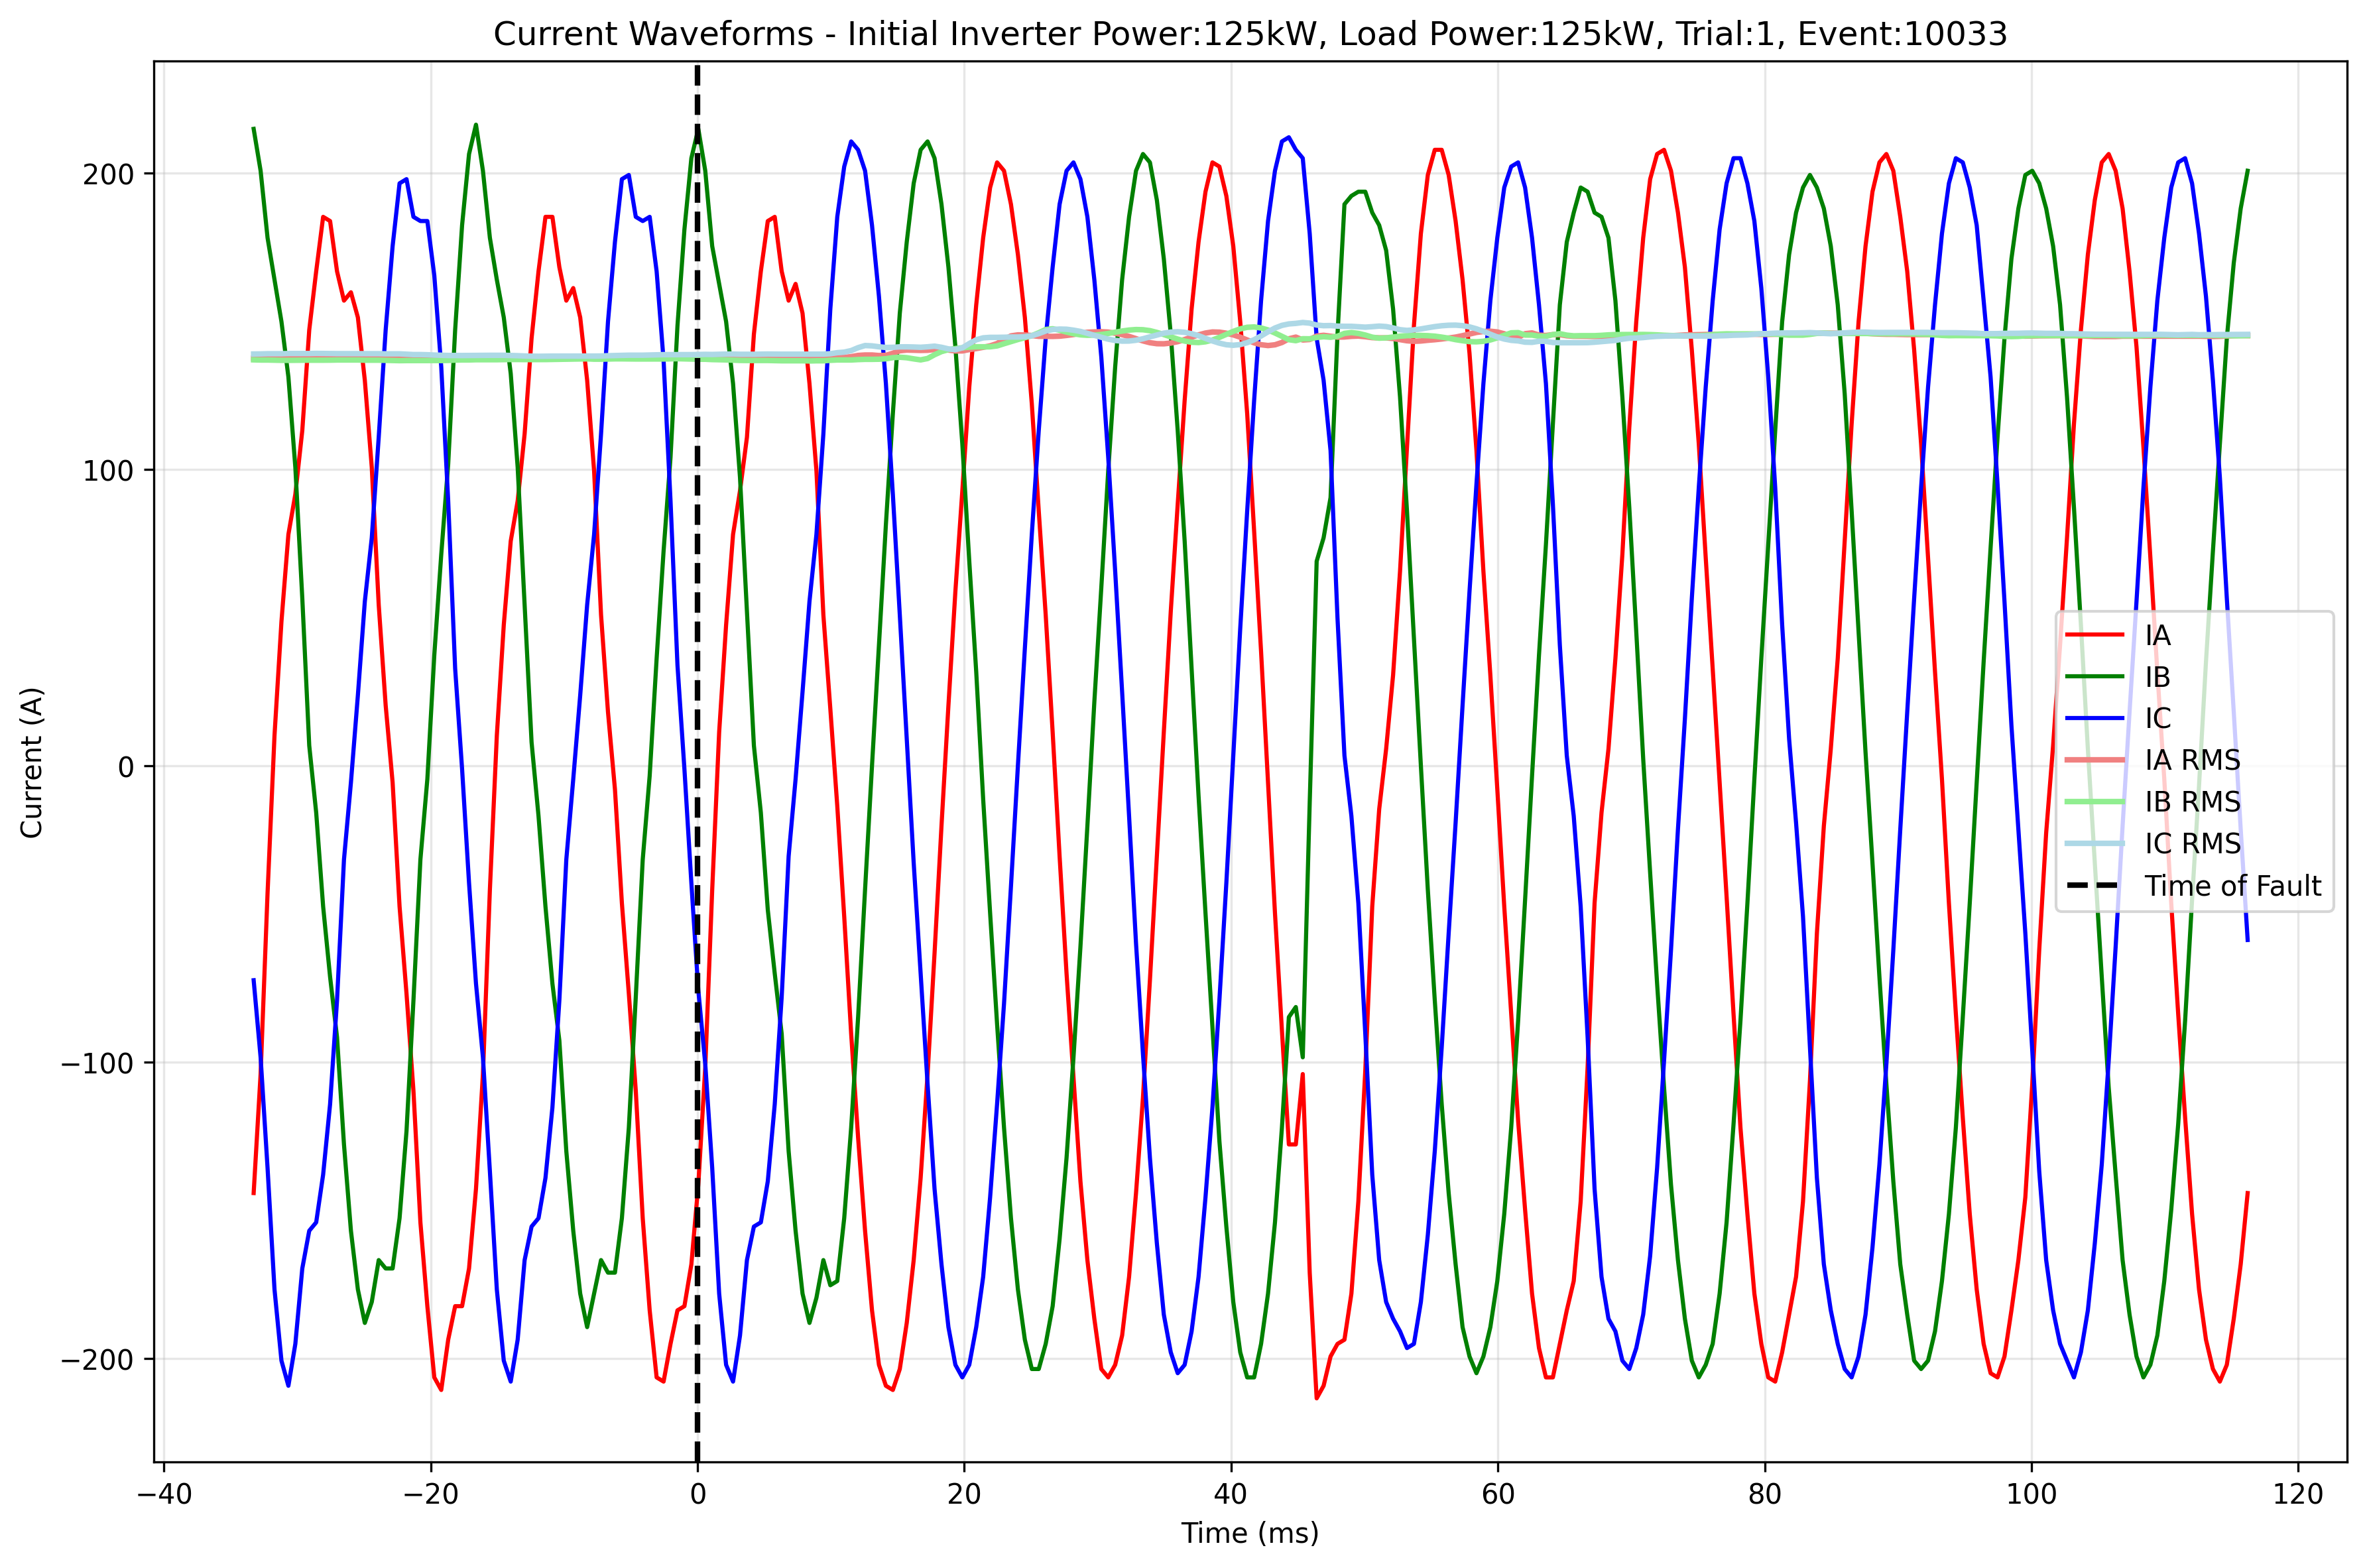 Current Waveforms - Initial Inverter Power:125kW, Load Power:125kW, Trial:1, Event:10033
Current (A)
200
100
0
−100
−200
IA
IB
IC
IA RMS
IB RMS
IC RMS
Time of Fault
−40
−20
0
20
40
60
80
100
120
Time (ms)